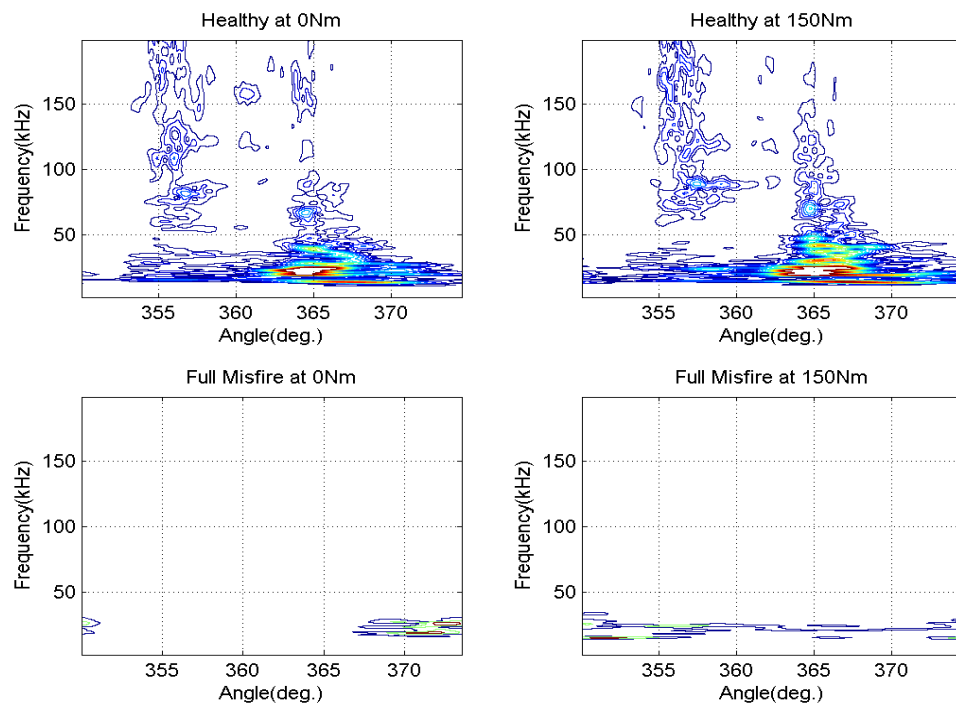 Healthy at 0Nm
Frequency(kHz)
150
100
50
355
360
365
370
Angle(deg.)
Healthy at 150Nm
Frequency(kHz)
150
100
50
355
360
365
370
Angle(deg.)
Full Misfire at 0Nm
Frequency(kHz)
150
100
50
355
360
365
370
Angle(deg.)
Full Misfire at 150Nm
Frequency(kHz)
150
100
50
355
360
365
370
Angle(deg.)